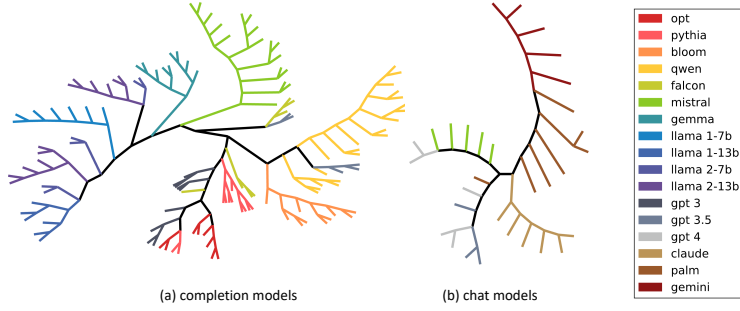 opt
pythia
bloom
qwen
falcon
mistral
gemma
llama 1-7b
llama 1-13b
llama 2-7b
llama 2-13b
gpt 3
gpt 3.5
gpt 4
claude
palm
gemini
(a) completion models
(b) chat models